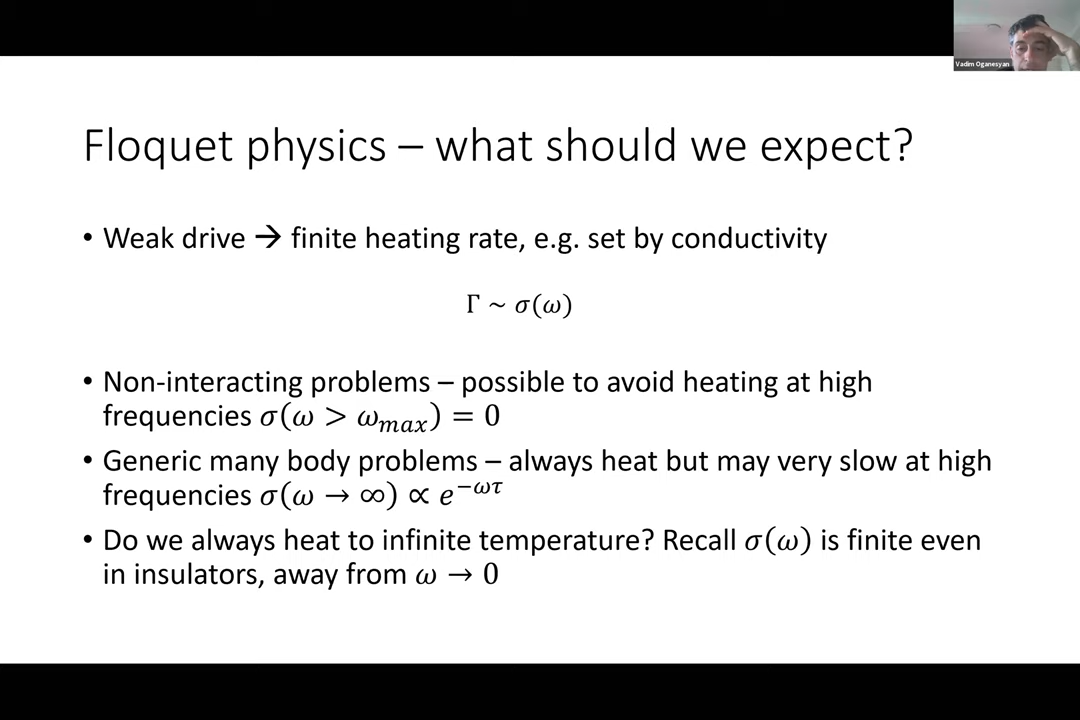 Vadim Oganesyan
Floquet physics – what should we expect?
• Weak drive → finite heating rate, e.g. set by conductivity
Γ ~ σ(ω)
• Non-interacting problems – possible to avoid heating at high
frequencies σ(ω > ω_max) = 0
• Generic many body problems – always heat but may very slow at high
frequencies σ(ω → ∞) ∝ e^{−ωτ}
• Do we always heat to infinite temperature? Recall σ(ω) is finite even
in insulators, away from ω → 0